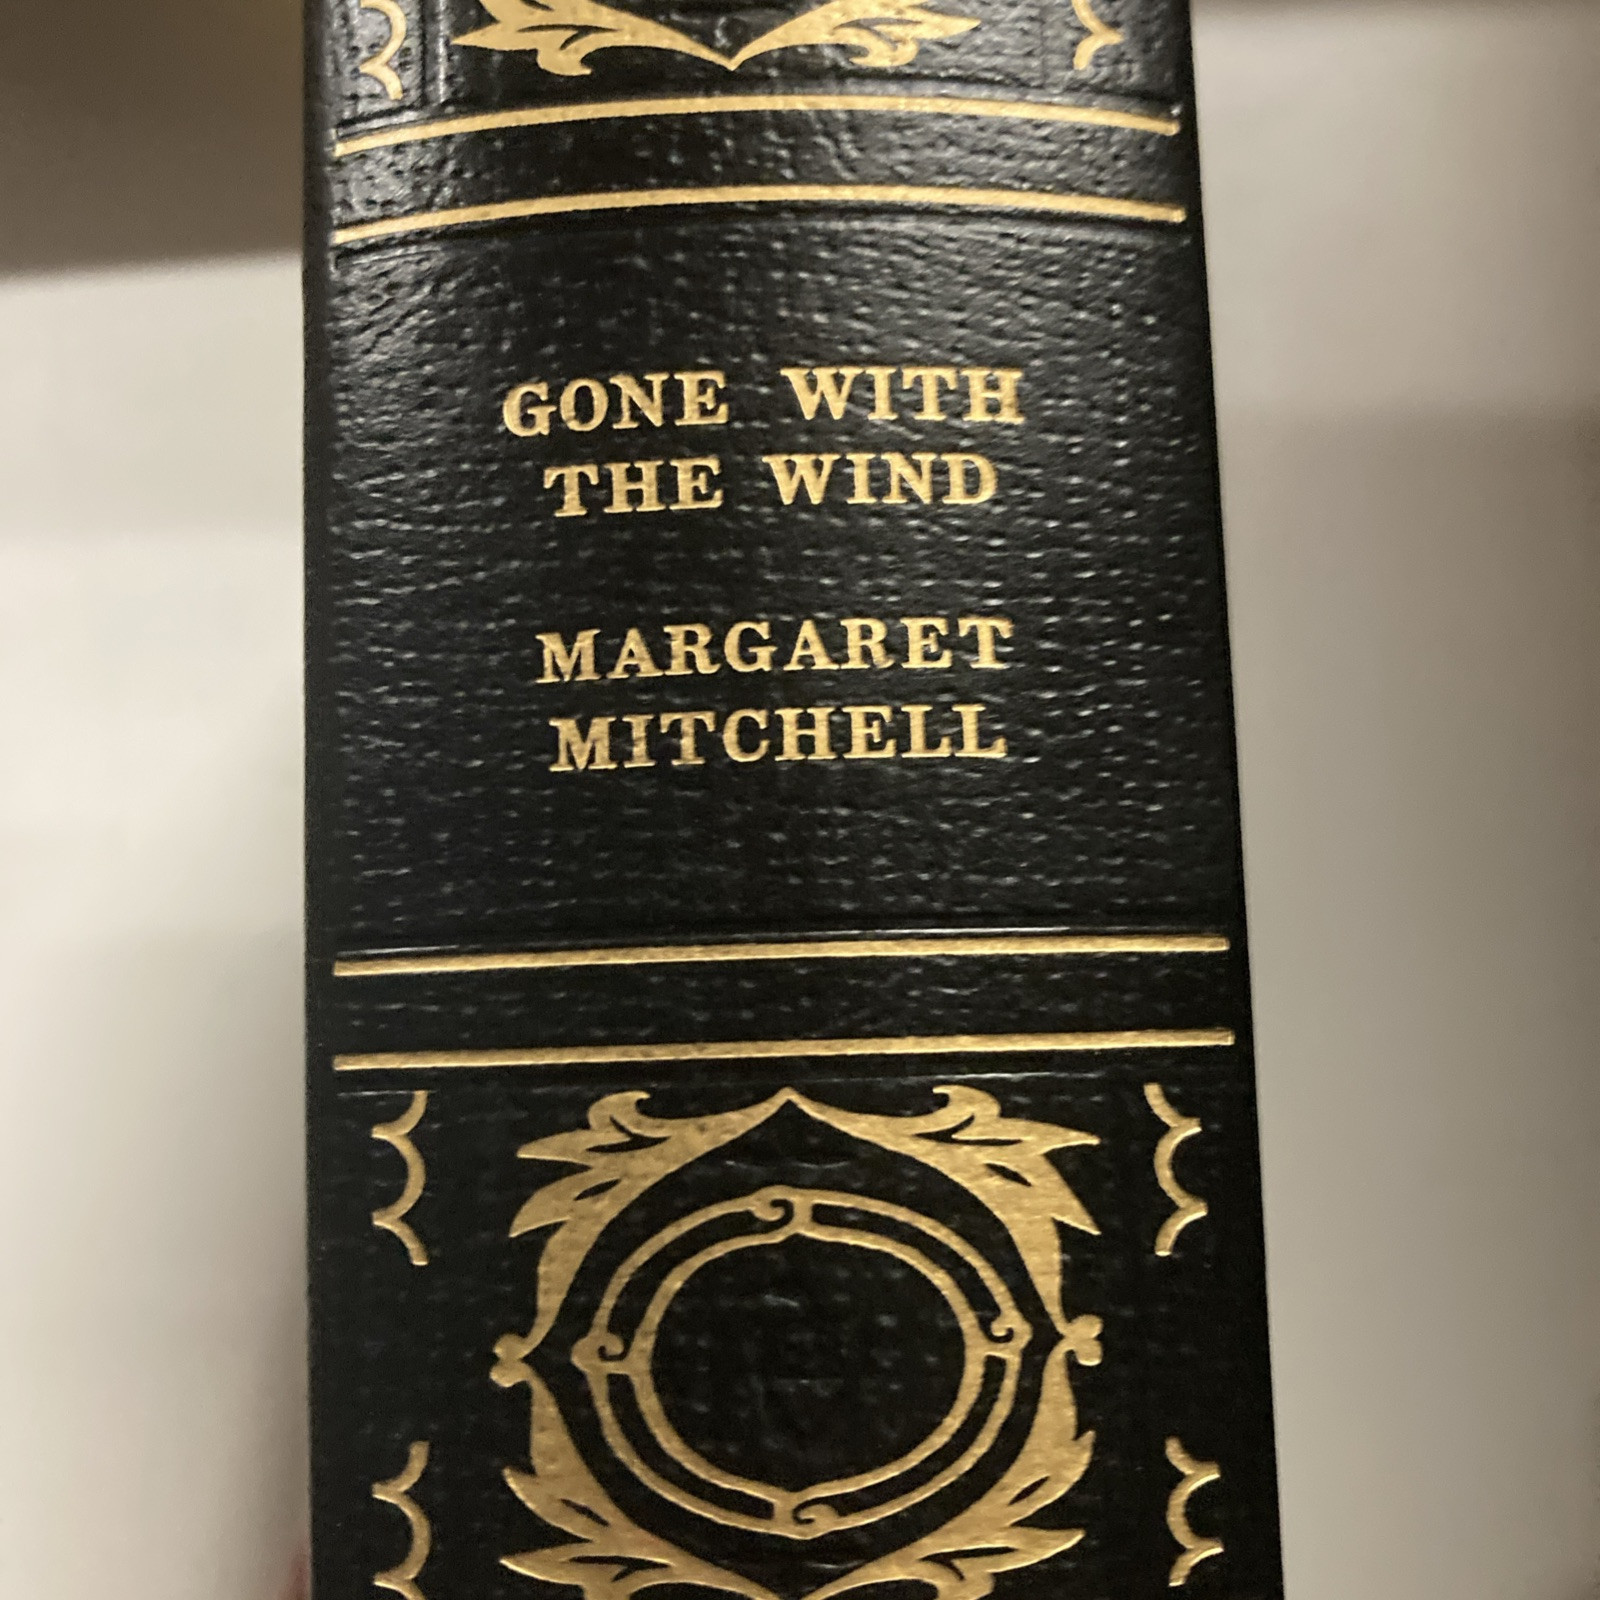 GONE WITH
THE WIND
MARGARET
MITCHELL